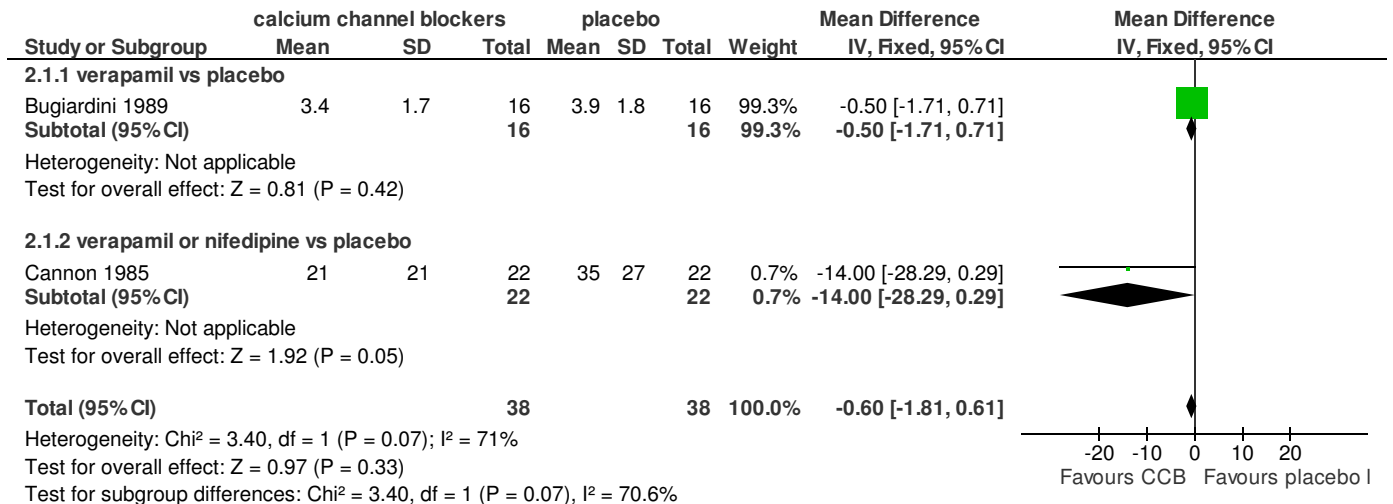 calcium channel blockers placebo Mean Difference Mean Difference
Study or Subgroup Mean SD Total Mean SD Total Weight IV, Fixed, 95% CI IV, Fixed, 95% CI
2.1.1 verapamil vs placebo
Bugiardini 1989 3.4 1.7 16 3.9 1.8 16 99.3% -0.50 [-1.71, 0.71]
Subtotal (95% CI) 16 16 99.3% -0.50 [-1.71, 0.71]
Heterogeneity: Not applicable
Test for overall effect: Z = 0.81 (P = 0.42)
2.1.2 verapamil or nifedipine vs placebo
Cannon 1985 21 21 22 35 27 22 0.7% -14.00 [-28.29, 0.29]
Subtotal (95% CI) 22 22 0.7% -14.00 [-28.29, 0.29]
Heterogeneity: Not applicable
Test for overall effect: Z = 1.92 (P = 0.05)
Total (95% CI) 38 38 100.0% -0.60 [-1.81, 0.61]
Heterogeneity: Chi² = 3.40, df = 1 (P = 0.07); I² = 71%
Test for overall effect: Z = 0.97 (P = 0.33)
Test for subgroup differences: Chi² = 3.40, df = 1 (P = 0.07), I² = 70.6%
-20 -10 0 10 20
Favours CCB Favours placebo l